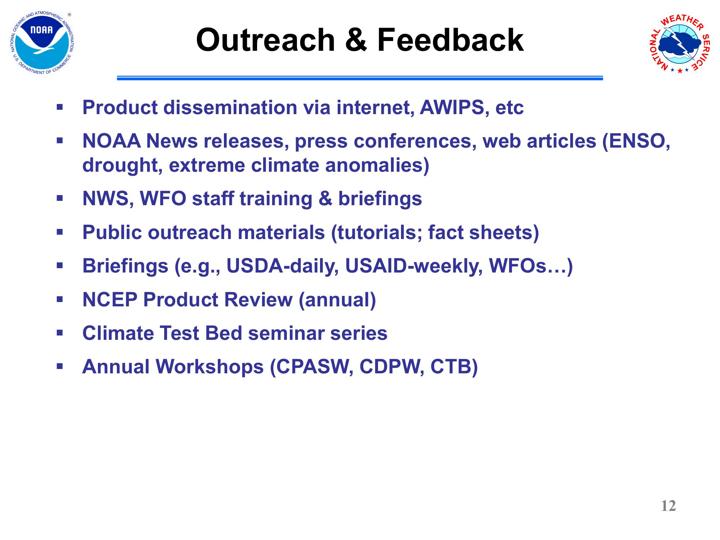 NATIONAL OCEANIC AND ATMOSPHERIC ADMINISTRATION
NOAA
U.S. DEPARTMENT OF COMMERCE
®
Outreach & Feedback
NATIONAL WEATHER SERVICE
▪ Product dissemination via internet, AWIPS, etc
▪ NOAA News releases, press conferences, web articles (ENSO,
drought, extreme climate anomalies)
▪ NWS, WFO staff training & briefings
▪ Public outreach materials (tutorials; fact sheets)
▪ Briefings (e.g., USDA-daily, USAID-weekly, WFOs…)
▪ NCEP Product Review (annual)
▪ Climate Test Bed seminar series
▪ Annual Workshops (CPASW, CDPW, CTB)
12